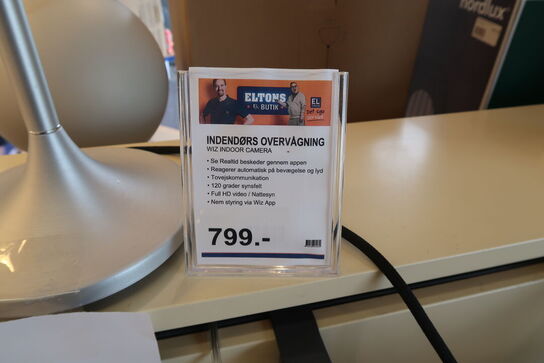 nordlux
ELTONS
EL BUTIK
EL
INDENDØRS OVERVÅGNING
WIZ INDOOR CAMERA -
• Se Realtid beskeder gennem appen
• Reagerer automatisk på bevægelse og lyd
• Tovejskommunikation
• 120 grader synsfelt
• Full HD video / Nattesyn
• Nem styring via Wiz App
799.-